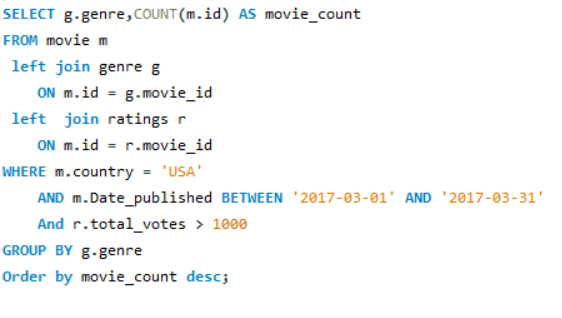 SELECT g.genre,COUNT(m.id) AS movie_count
FROM movie m
left join genre g
ON m.id = g.movie_id
left  join ratings r
ON m.id = r.movie_id
WHERE m.country = 'USA'
AND m.Date_published BETWEEN '2017-03-01' AND '2017-03-31'
And r.total_votes > 1000
GROUP BY g.genre
Order by movie_count desc;